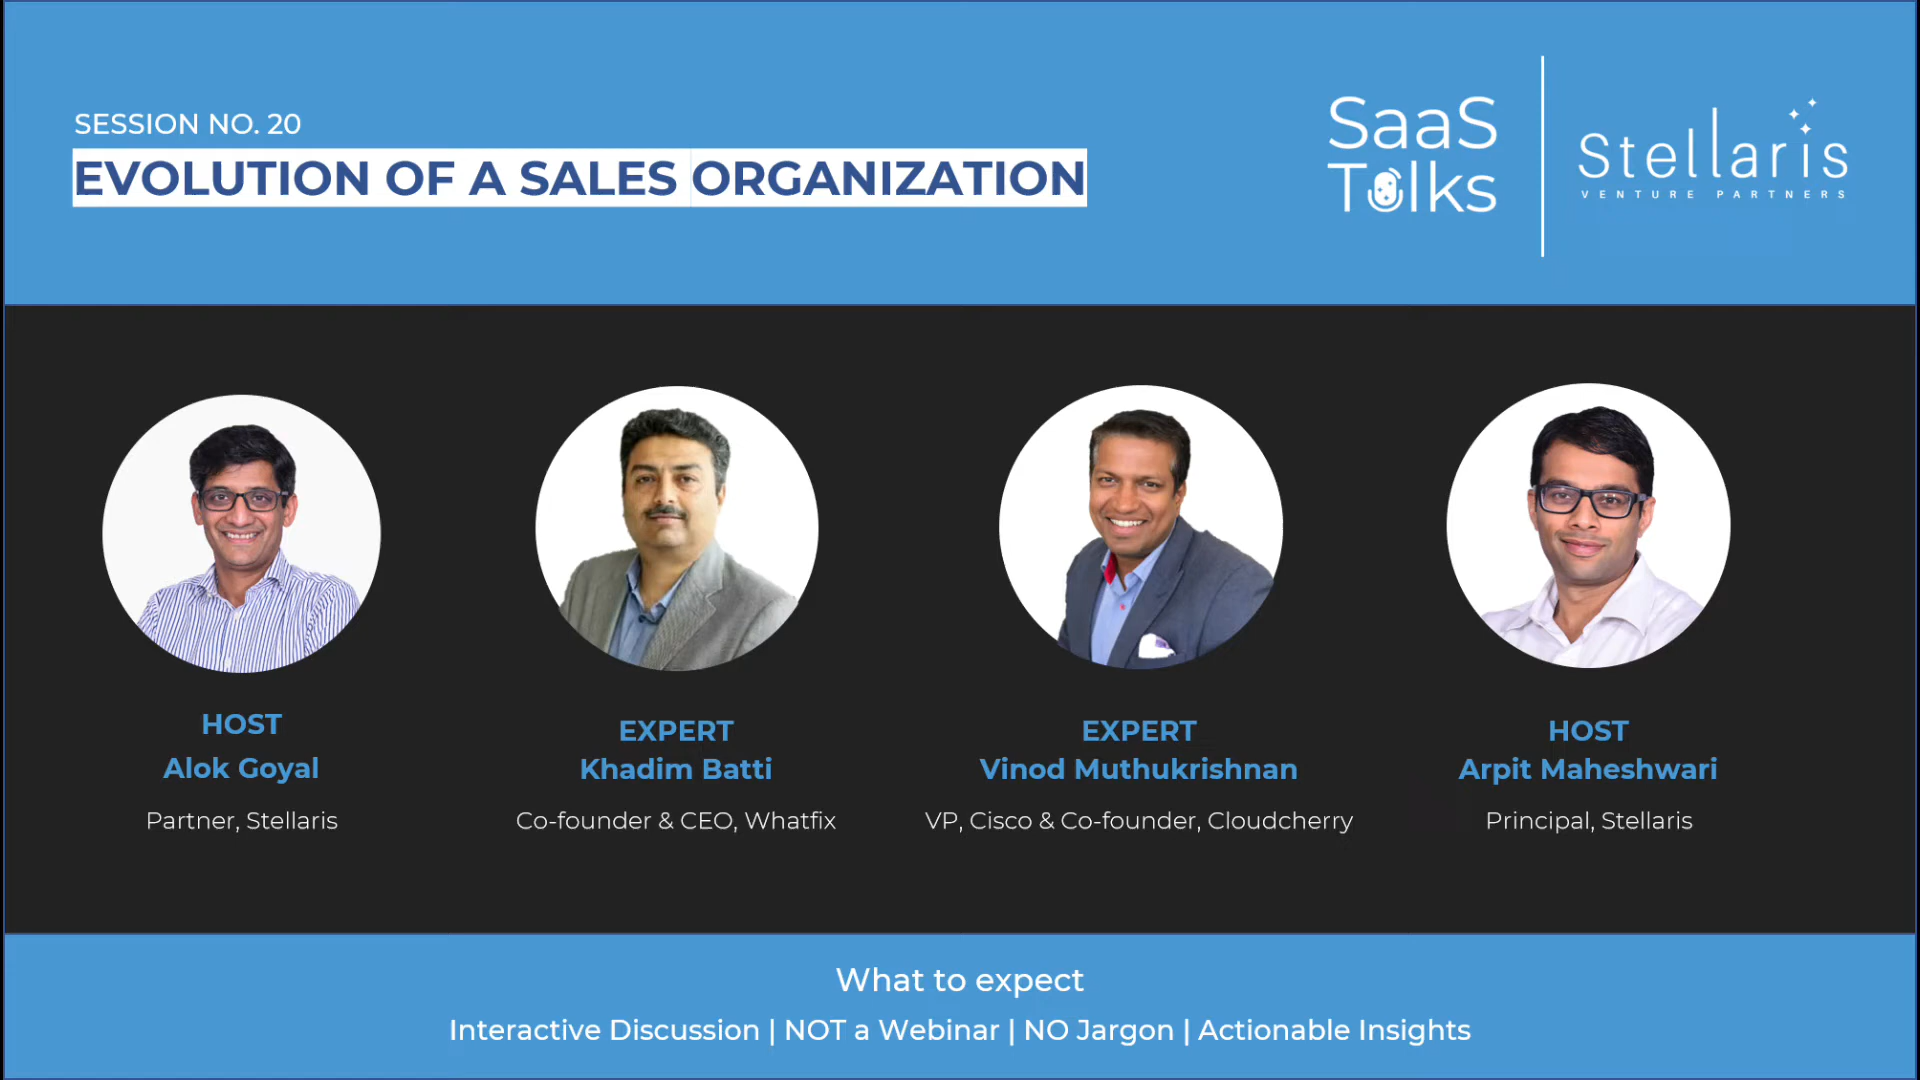 SESSION NO. 20
EVOLUTION OF A SALES ORGANIZATION
SaaS
Talks
Stellaris
VENTURE PARTNERS
HOST
Alok Goyal
Partner, Stellaris
EXPERT
Khadim Batti
Co-founder & CEO, Whatfix
EXPERT
Vinod Muthukrishnan
VP, Cisco & Co-founder, Cloudcherry
HOST
Arpit Maheshwari
Principal, Stellaris
What to expect
Interactive Discussion | NOT a Webinar | NO Jargon | Actionable Insights